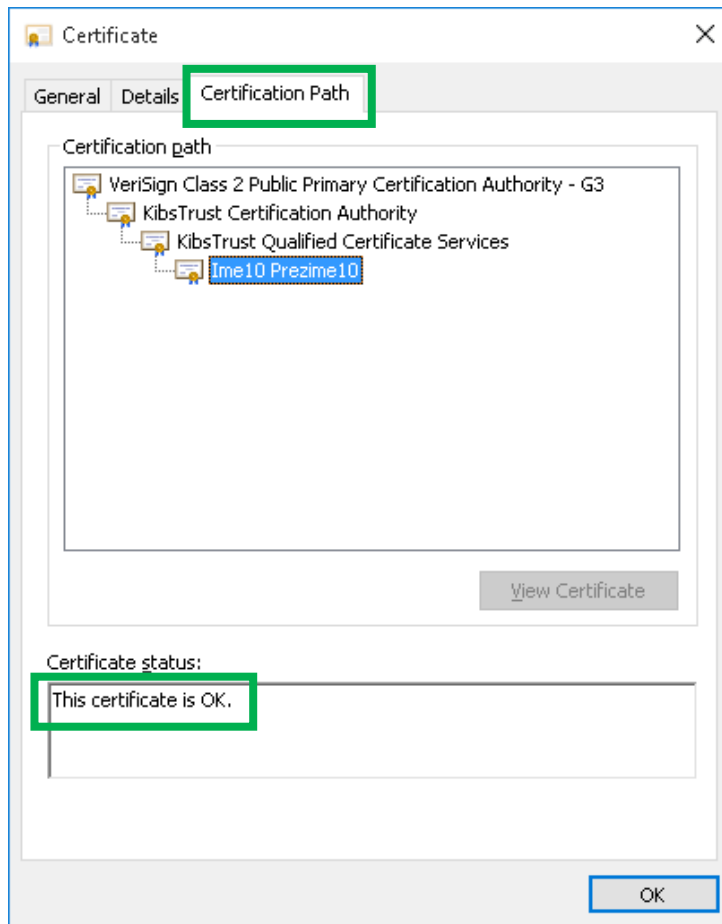 Certificate
General
Details
Certification Path
Certification path
VeriSign Class 2 Public Primary Certification Authority - G3
KibsTrust Certification Authority
KibsTrust Qualified Certificate Services
Ime10 Prezime10
View Certificate
Certificate status:
This certificate is OK.
OK